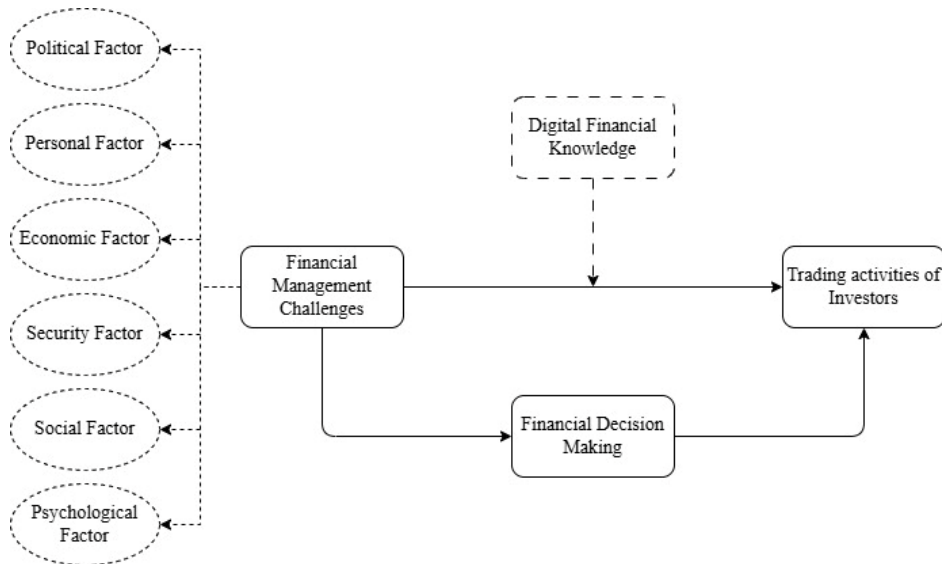 Political Factor
Personal Factor
Economic Factor
Security Factor
Social Factor
Psychological
Factor
Financial
Management
Challenges
Digital Financial
Knowledge
Financial Decision
Making
Trading activities of
Investors